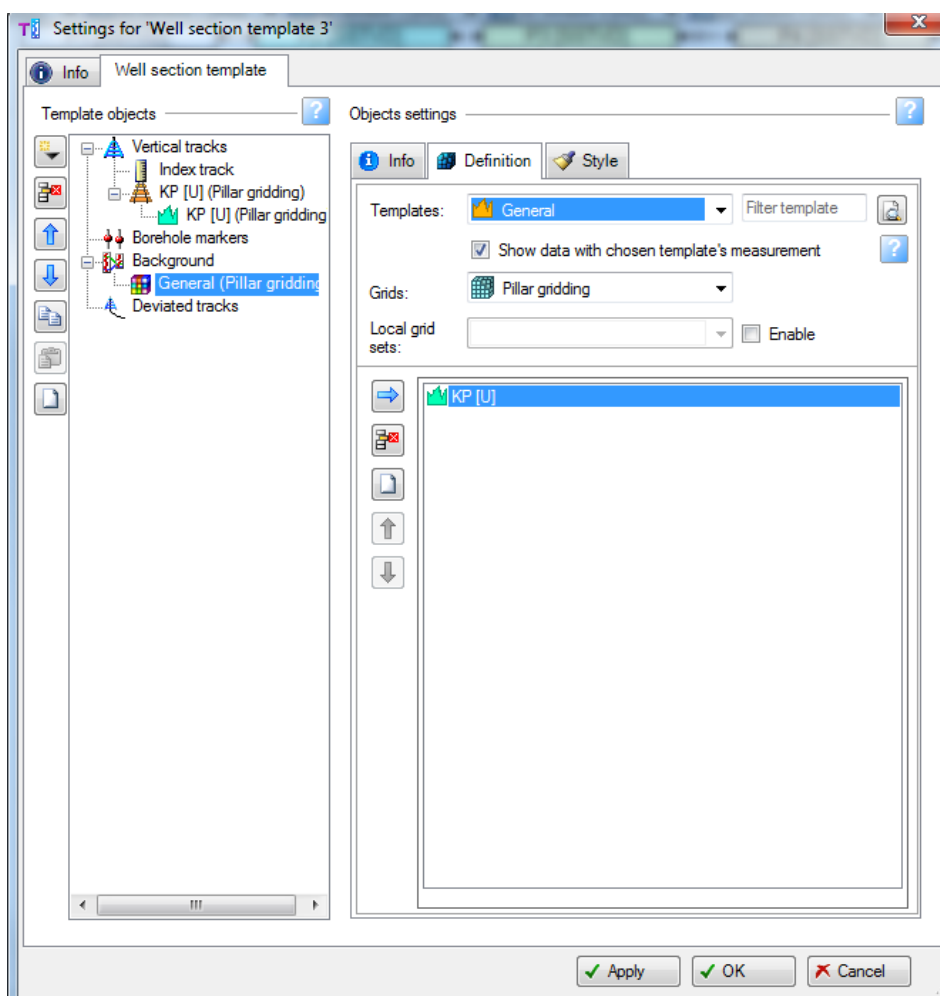 Settings for 'Well section template 3'
Info
Well section template
Template objects
Vertical tracks
Index track
KP [U] (Pillar gridding)
KP [U] (Pillar gridding
Borehole markers
Background
General (Pillar gridding
Deviated tracks
Objects settings
Info
Definition
Style
Templates:
General
Filter template
Show data with chosen template's measurement
Grids:
Pillar gridding
Local grid
sets:
Enable
KP [U]
Apply
OK
Cancel